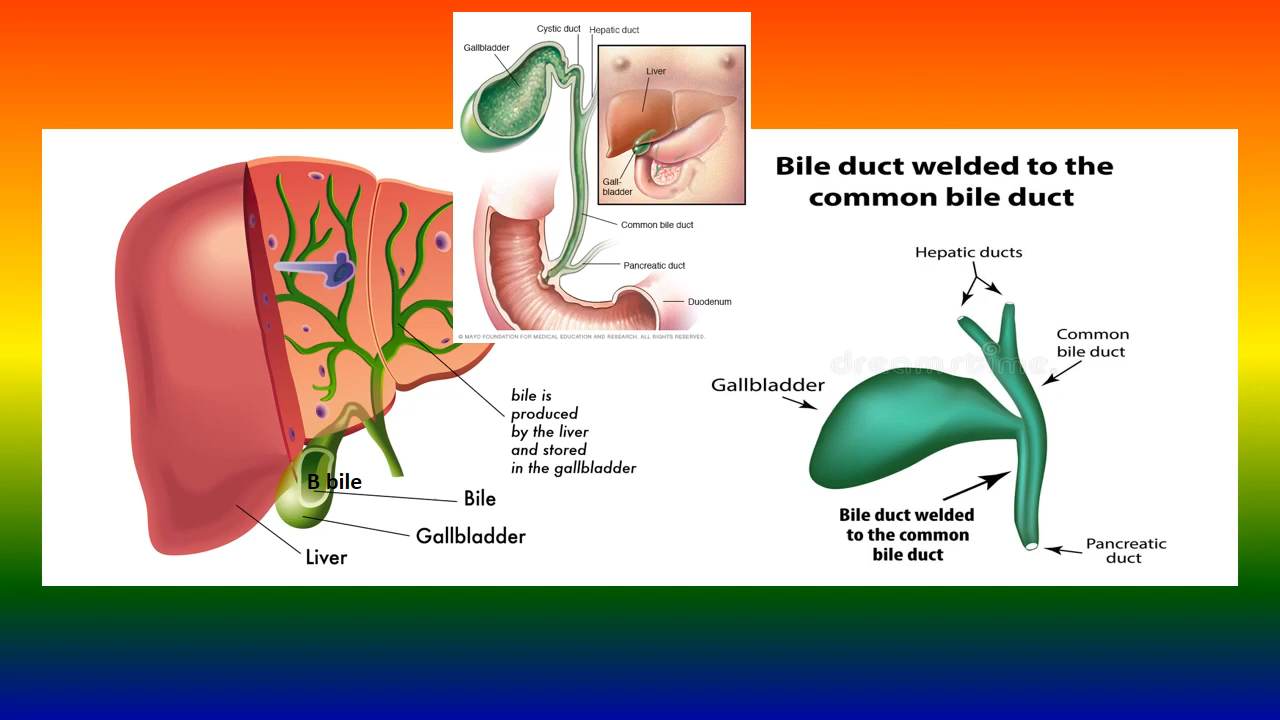 Cystic duct
Hepatic duct
Gallbladder
Liver
Gall-
bladder
Common bile duct
Pancreatic duct
Duodenum
© MAYO FOUNDATION FOR MEDICAL EDUCATION AND RESEARCH. ALL RIGHTS RESERVED.
bile is
produced
by the liver
and stored
in the gallbladder
B bile
Bile
Gallbladder
Liver
Bile duct welded to the
common bile duct
Hepatic ducts
Common
bile duct
dreamstime.
Gallbladder
Bile duct welded
to the common
bile duct
Pancreatic
duct